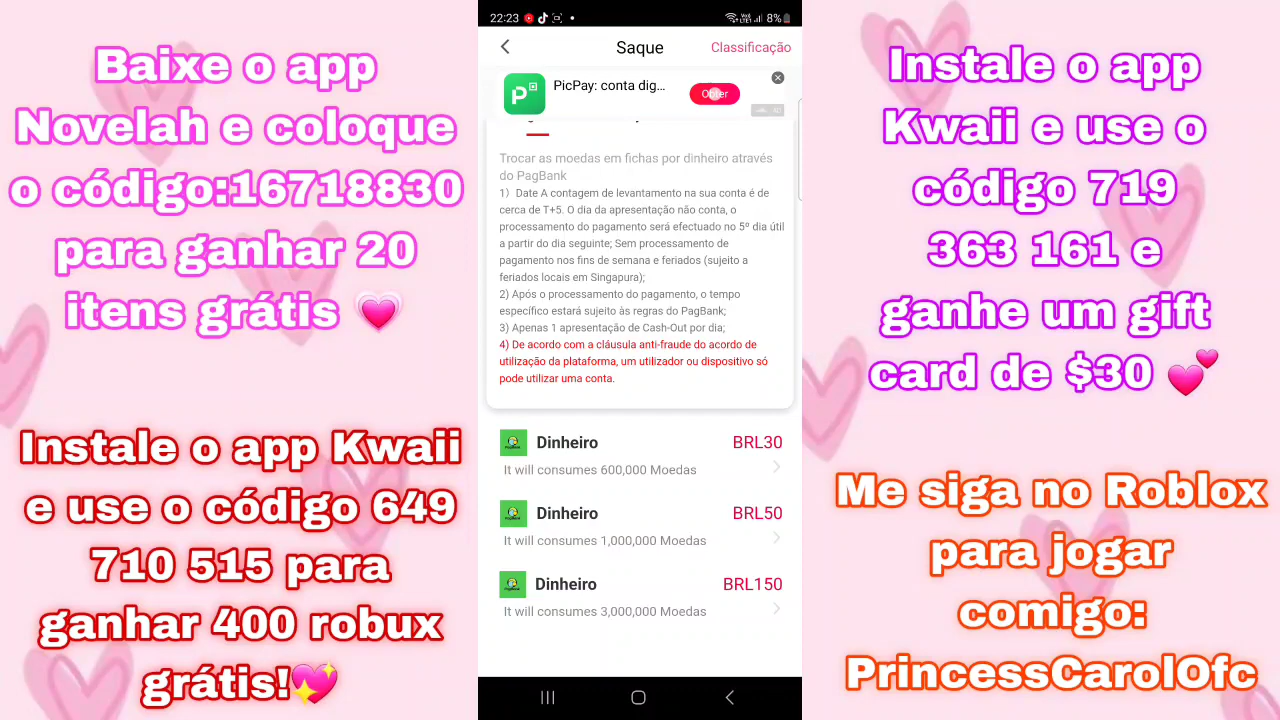 Baixe o app
Novelah e coloque
o código:16718830
para ganhar 20
itens grátis
Instale o app Kwaii
e use o código 649
710 515 para
ganhar 400 robux
grátis!
22:23
8%
Saque
Classificação
PicPay: conta dig...
Obter
Trocar as moedas em fichas por dinheiro através
do PagBank
1) Date A contagem de levantamento na sua conta é de
cerca de T+5. O dia da apresentação não conta, o
processamento do pagamento será efectuado no 5º dia útil
a partir do dia seguinte; Sem processamento de
pagamento nos fins de semana e feriados (sujeito a
feriados locais em Singapura);
2) Após o processamento do pagamento, o tempo
específico estará sujeito às regras do PagBank;
3) Apenas 1 apresentação de Cash-Out por dia;
4) De acordo com a cláusula anti-fraude do acordo de
utilização da plataforma, um utilizador ou dispositivo só
pode utilizar uma conta.
Dinheiro BRL30
It will consumes 600,000 Moedas
Dinheiro BRL50
It will consumes 1,000,000 Moedas
Dinheiro BRL150
It will consumes 3,000,000 Moedas
Instale o app
Kwaii e use o
código 719
363 161 e
ganhe um gift
card de $30
Me siga no Roblox
para jogar
comigo:
PrincessCarolOfc